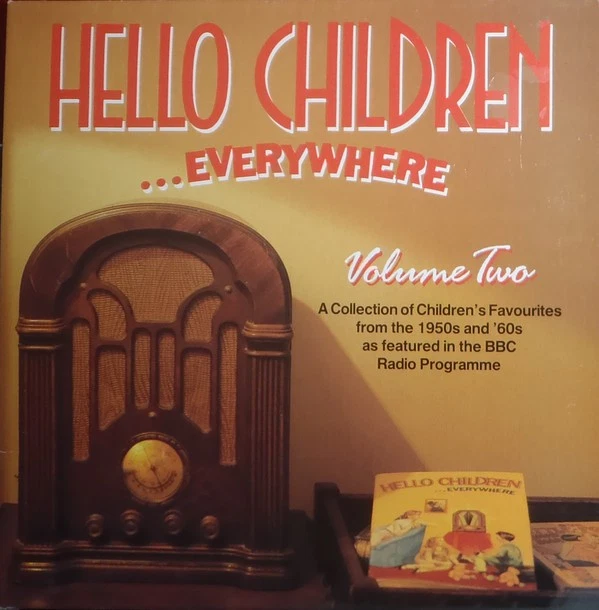 HELLO CHILDREN
...EVERYWHERE
Volume Two
A Collection of Children's Favourites
from the 1950s and '60s
as featured in the BBC
Radio Programme
HELLO CHILDREN
...EVERYWHERE